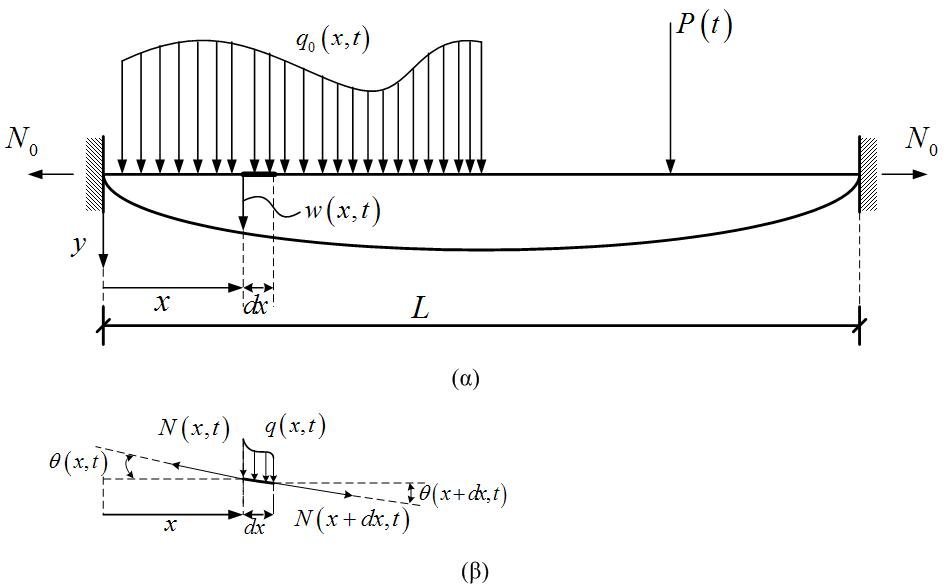 q₀(x,t)
P(t)
N₀
N₀
w(x,t)
y
x
dx
L
(α)
N(x,t)
q(x,t)
θ(x,t)
θ(x+dx,t)
x
dx
N(x+dx,t)
(β)